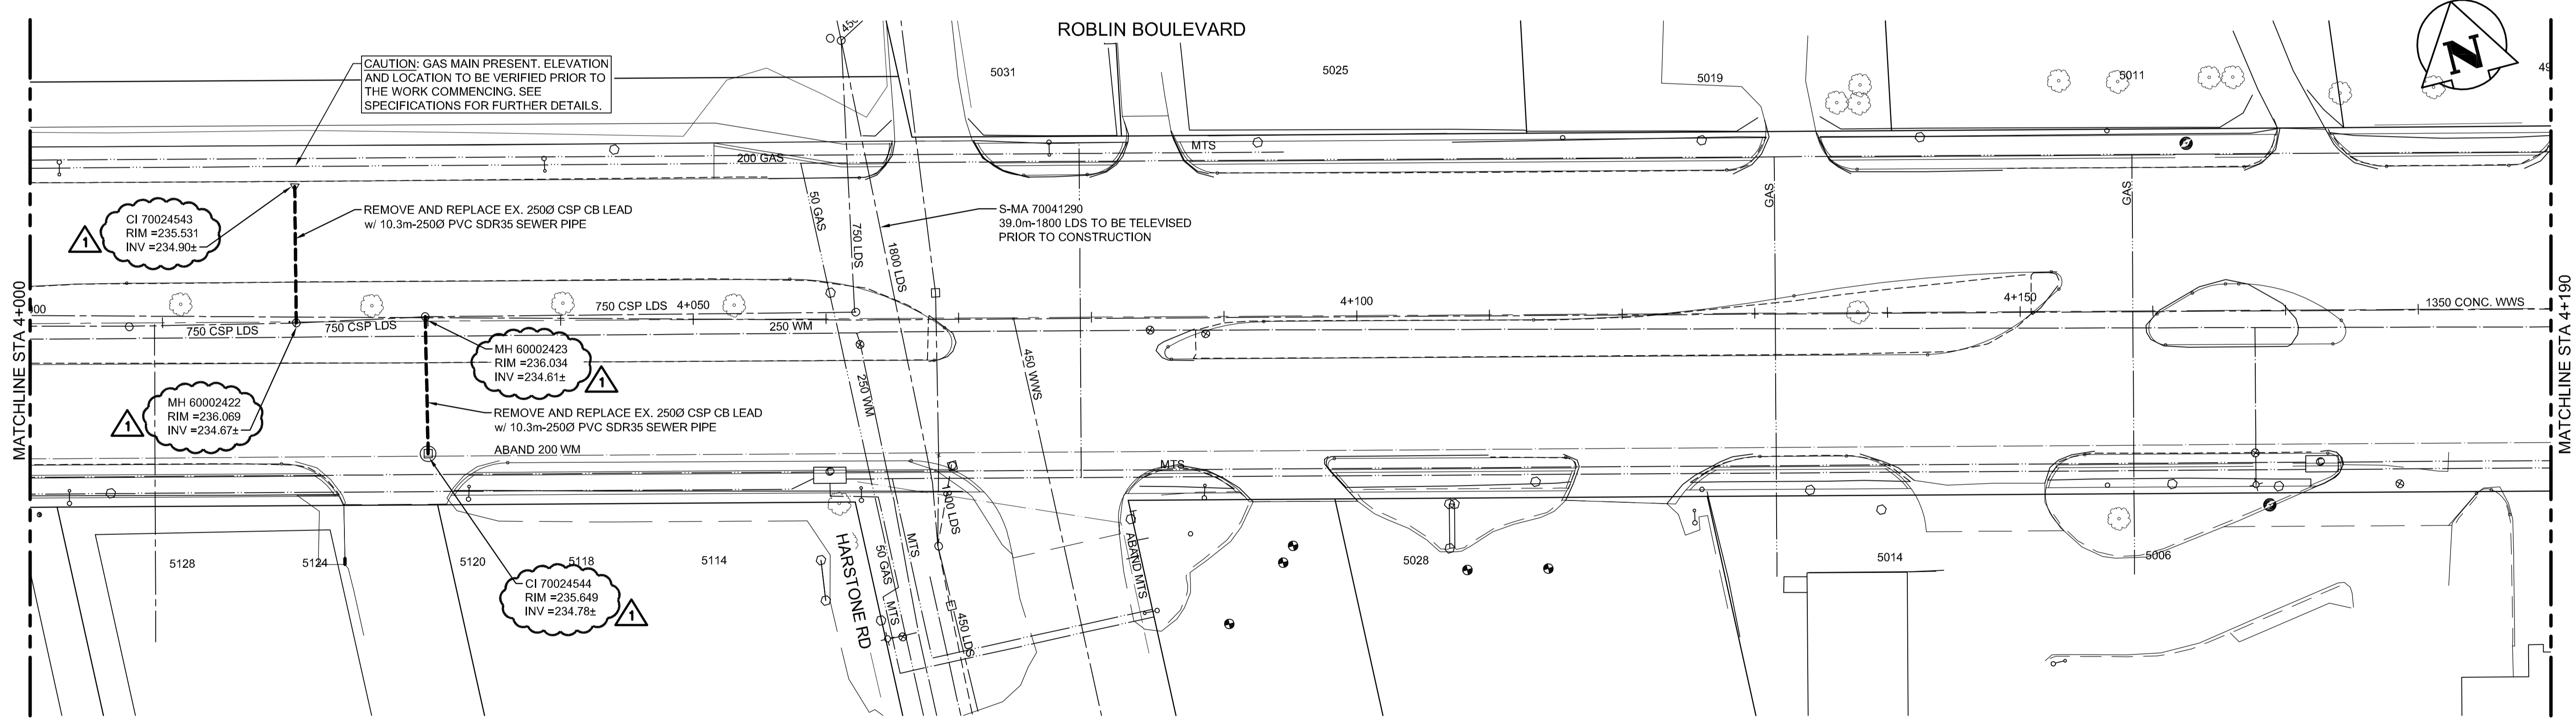 ROBLIN BOULEVARD
N
CAUTION: GAS MAIN PRESENT. ELEVATION
AND LOCATION TO BE VERIFIED PRIOR TO
THE WORK COMMENCING. SEE
SPECIFICATIONS FOR FURTHER DETAILS.
5031
5025
5019
5011
49
200 GAS
MTS
CI 70024543
RIM =235.531
INV =234.90±
1
REMOVE AND REPLACE EX. 250Ø CSP CB LEAD
w/ 10.3m-250Ø PVC SDR35 SEWER PIPE
50 GAS
750 LDS
1800 LDS
S-MA 70041290
39.0m-1800 LDS TO BE TELEVISED
PRIOR TO CONSTRUCTION
GAS
GAS
MATCHLINE STA 4+000
MATCHLINE STA 4+190
00
750 CSP LDS
750 CSP LDS
750 CSP LDS
4+050
250 WM
4+100
4+150
1350 CONC. WWS
MH 60002423
RIM =236.034
INV =234.61±
1
MH 60002422
RIM =236.069
INV =234.67±
1
250 WM
450 WWS
REMOVE AND REPLACE EX. 250Ø CSP CB LEAD
w/ 10.3m-250Ø PVC SDR35 SEWER PIPE
ABAND 200 WM
MTS
1800 LDS
5128
5124
5120
5118
5114
HARSTONE RD
50 GAS
MTS
MTS
450 LDS
ABAND MTS
5028
5014
5006
CI 70024544
RIM =235.649
INV =234.78±
1